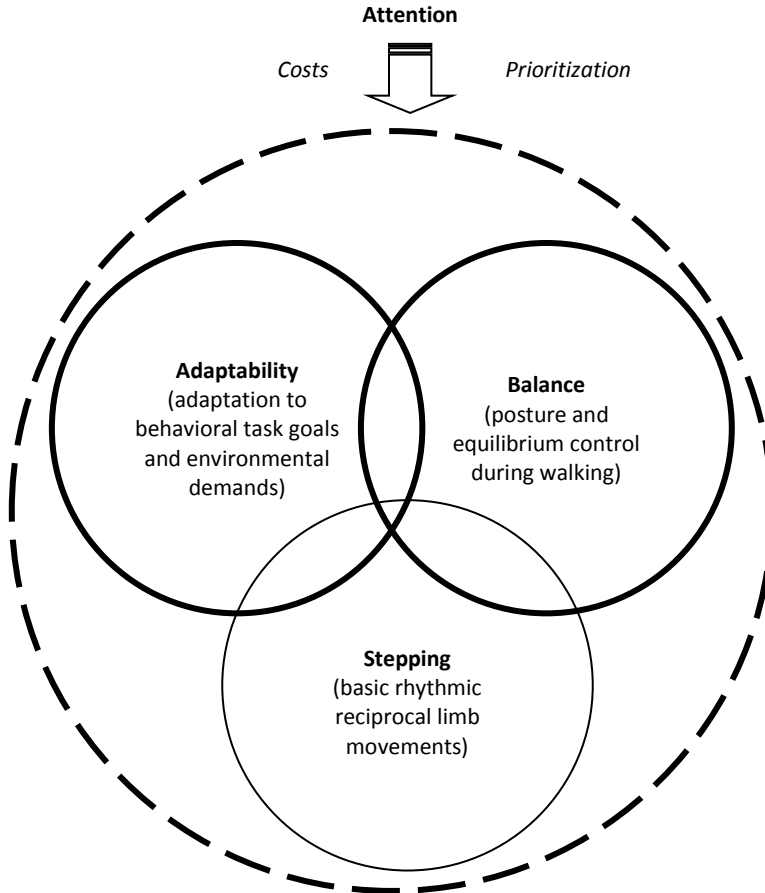 Attention
Costs
Prioritization
Adaptability
(adaptation to
behavioral task goals
and environmental
demands)
Balance
(posture and
equilibrium control
during walking)
Stepping
(basic rhythmic
reciprocal limb
movements)